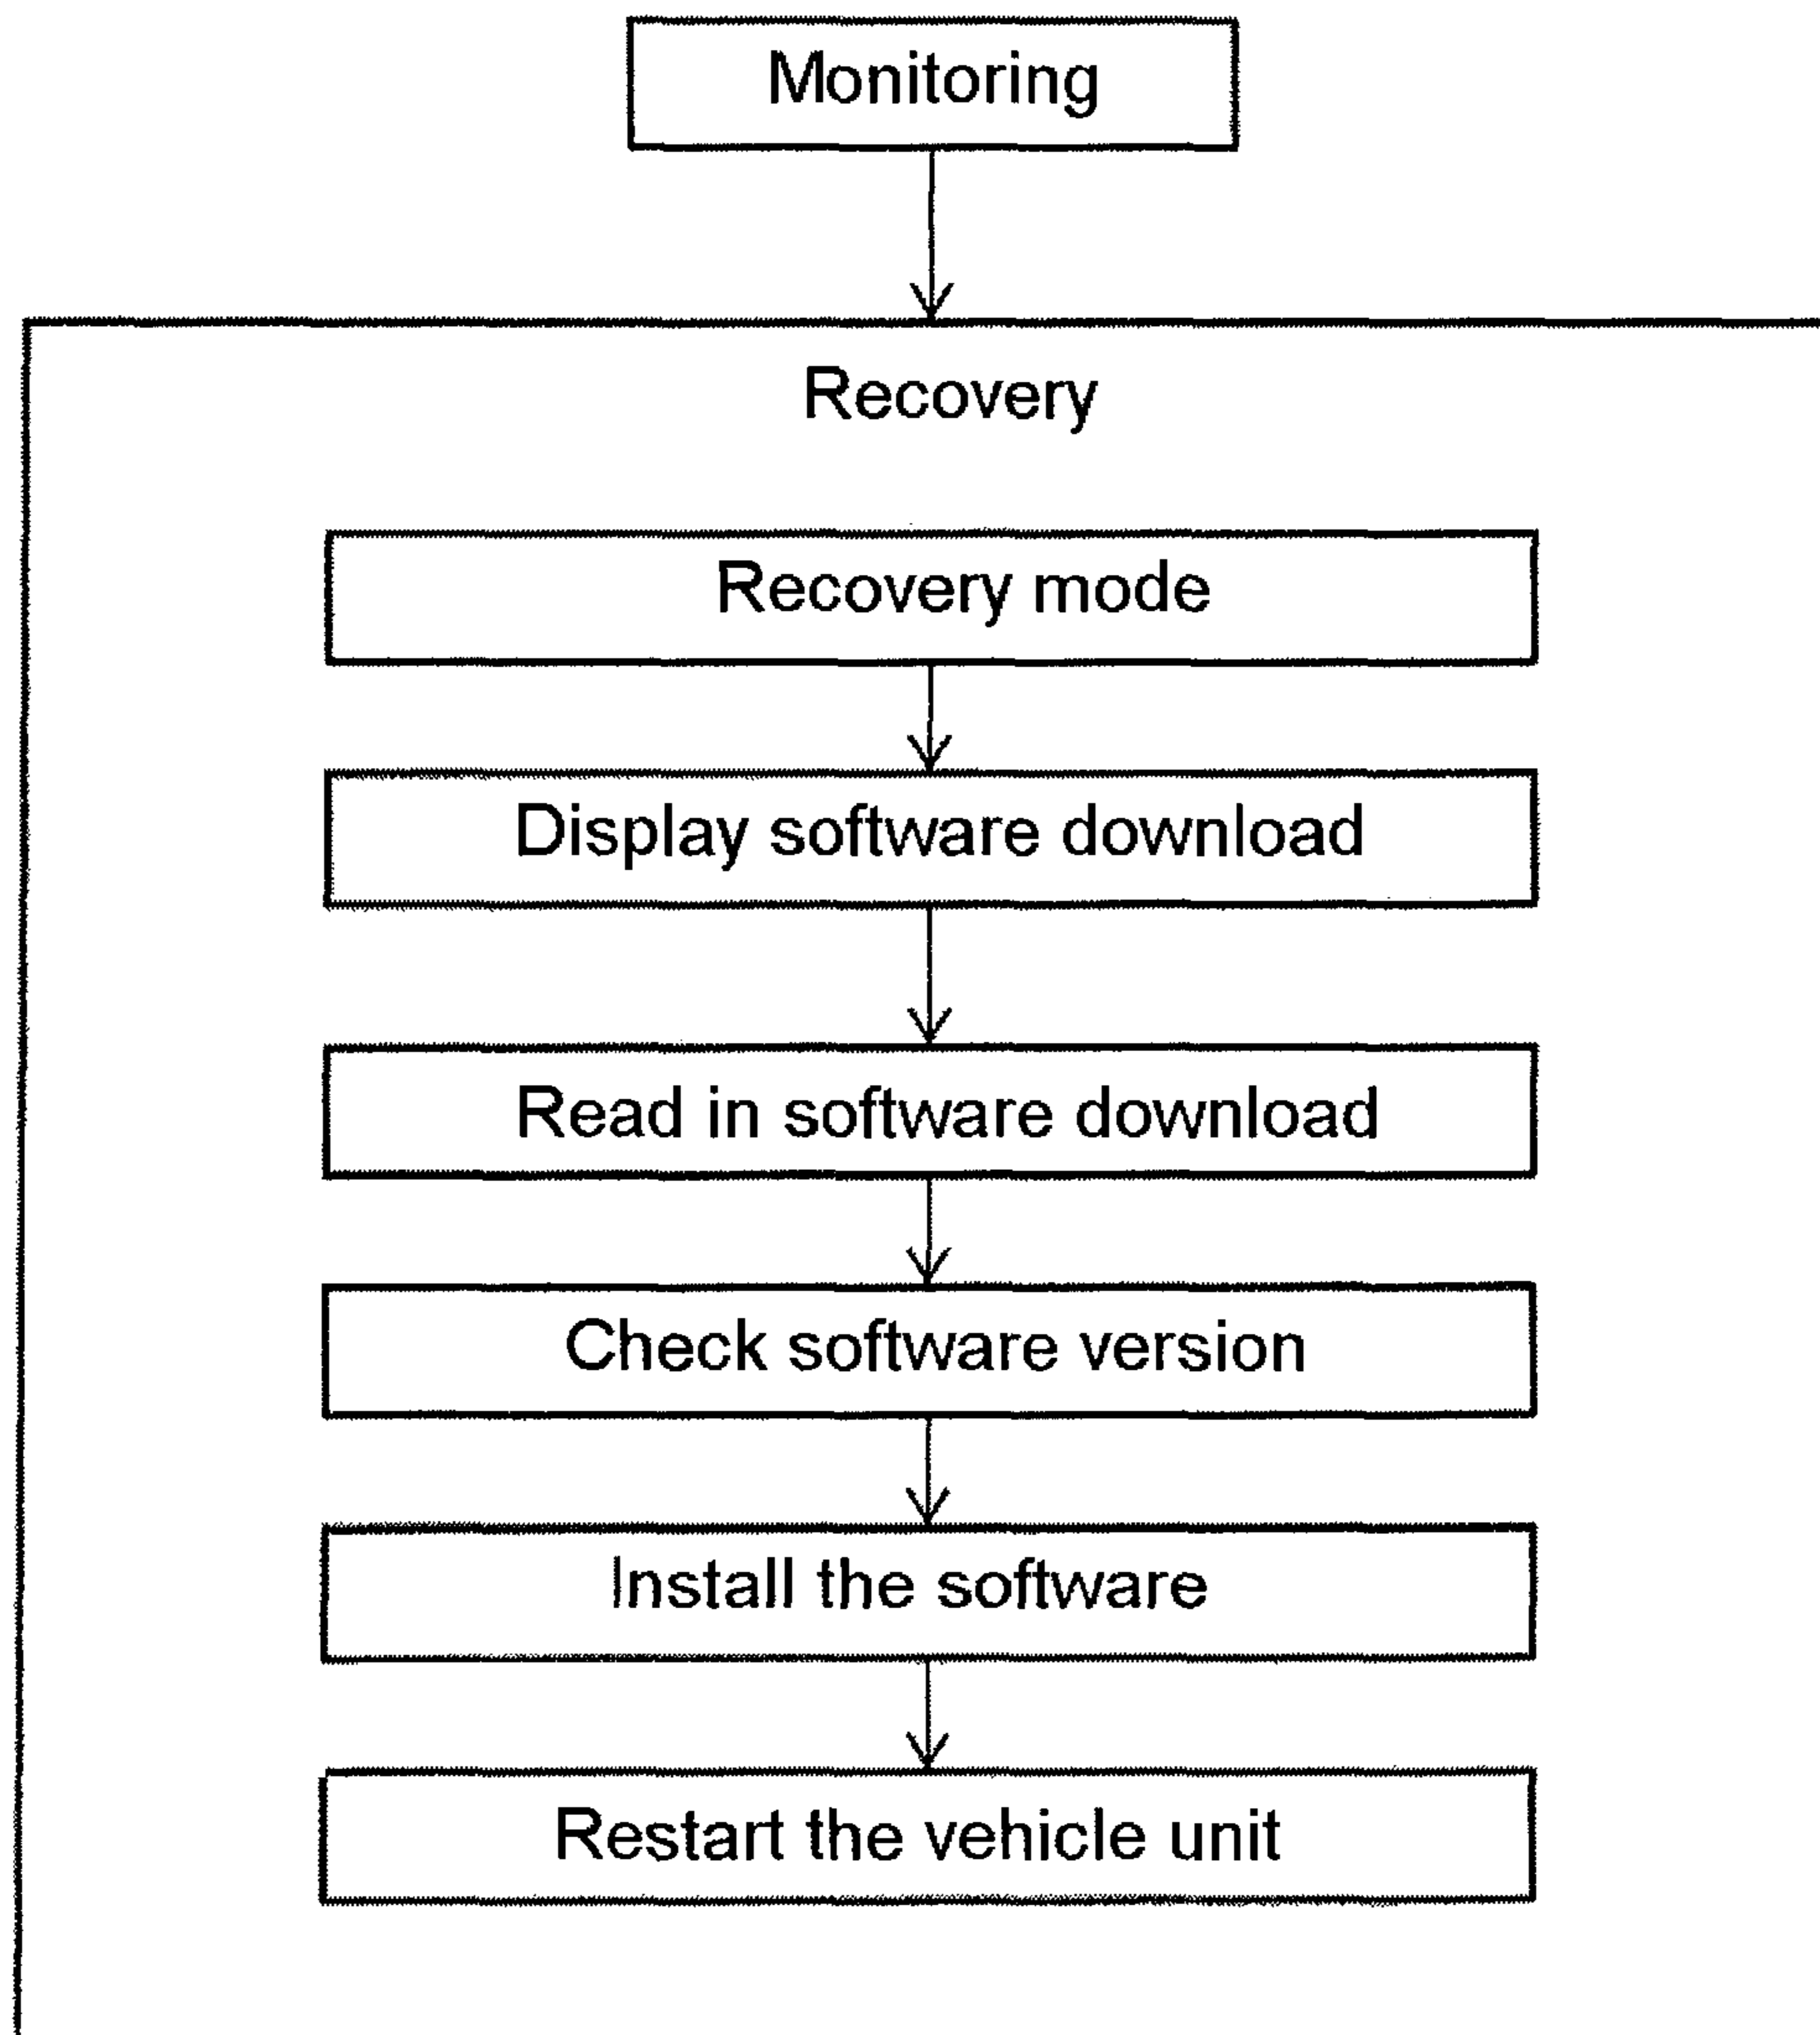 Monitoring
Recovery
Recovery mode
Display software download
Read in software download
Check software version
Install the software
Restart the vehicle unit